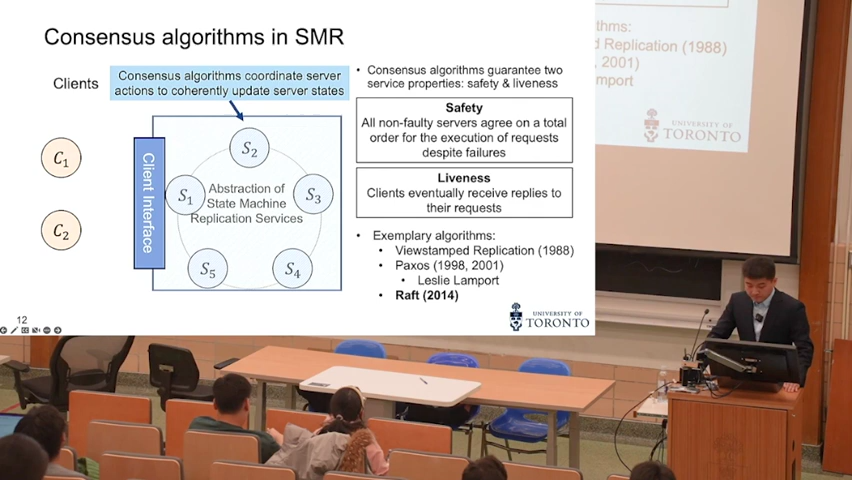 Consensus algorithms in SMR
Clients
Consensus algorithms coordinate server
actions to coherently update server states
C1
C2
Client Interface
S2
S1
S3
S5
S4
Abstraction of
State Machine
Replication Services
• Consensus algorithms guarantee two
service properties: safety & liveness
Safety
All non-faulty servers agree on a total
order for the execution of requests
despite failures
Liveness
Clients eventually receive replies to
their requests
• Exemplary algorithms:
• Viewstamped Replication (1988)
• Paxos (1998, 2001)
• Leslie Lamport
• Raft (2014)
12
UNIVERSITY OF
TORONTO
thms:
d Replication (1988)
, 2001)
mport
UNIVERSITY OF
TORONTO